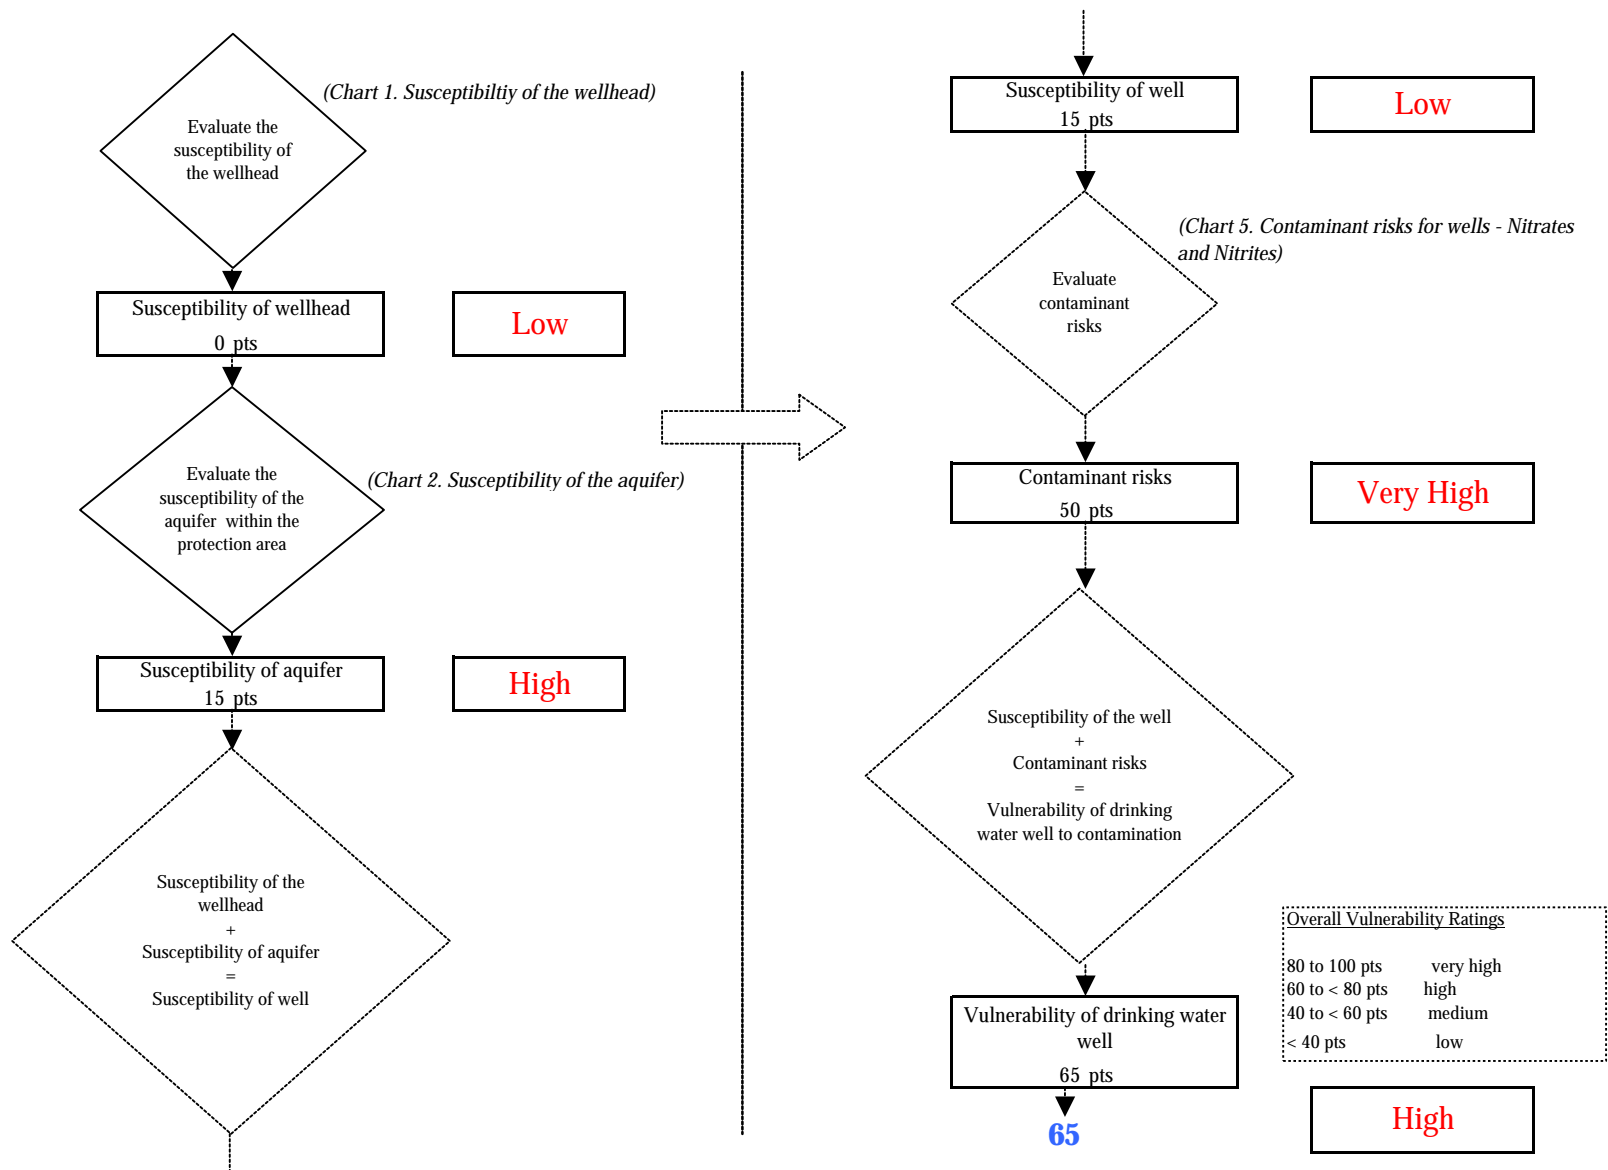 (Chart 1. Susceptibiltiy of the wellhead)
Evaluate the
susceptibility of
the wellhead
Susceptibility of wellhead
0 pts
Low
Evaluate the
susceptibility of the
aquifer within the
protection area
(Chart 2. Susceptibility of the aquifer)
Susceptibility of aquifer
15 pts
High
Susceptibility of the
wellhead
+
Susceptibility of aquifer
=
Susceptibility of well
Susceptibility of well
15 pts
Low
(Chart 5. Contaminant risks for wells - Nitrates
and Nitrites)
Evaluate
contaminant
risks
Contaminant risks
50 pts
Very High
Susceptibility of the well
+
Contaminant risks
=
Vulnerability of drinking
water well to contamination
Overall Vulnerability Ratings
80 to 100 pts very high
60 to < 80 pts high
40 to < 60 pts medium
< 40 pts low
Vulnerability of drinking water
well
65 pts
65
High